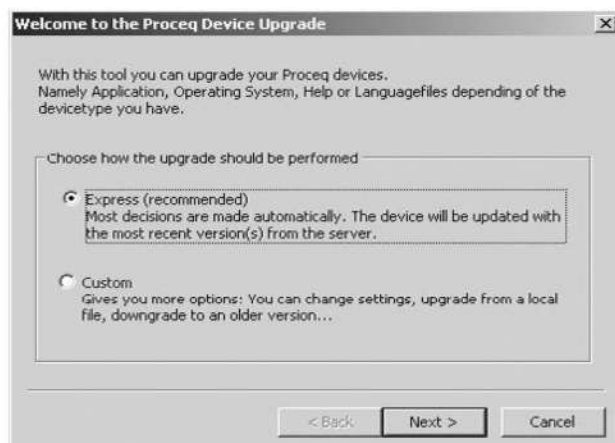 Welcome to the Proceq Device Upgrade
With this tool you can upgrade your Proceq devices.
Namely Application, Operating System, Help or Languagefiles depending of the
devicetype you have.
Choose how the upgrade should be performed
Express (recommended)
Most decisions are made automatically. The device will be updated with
the most recent version(s) from the server.
Custom
Gives you more options: You can change settings, upgrade from a local
file, downgrade to an older version...
< Back Next > Cancel